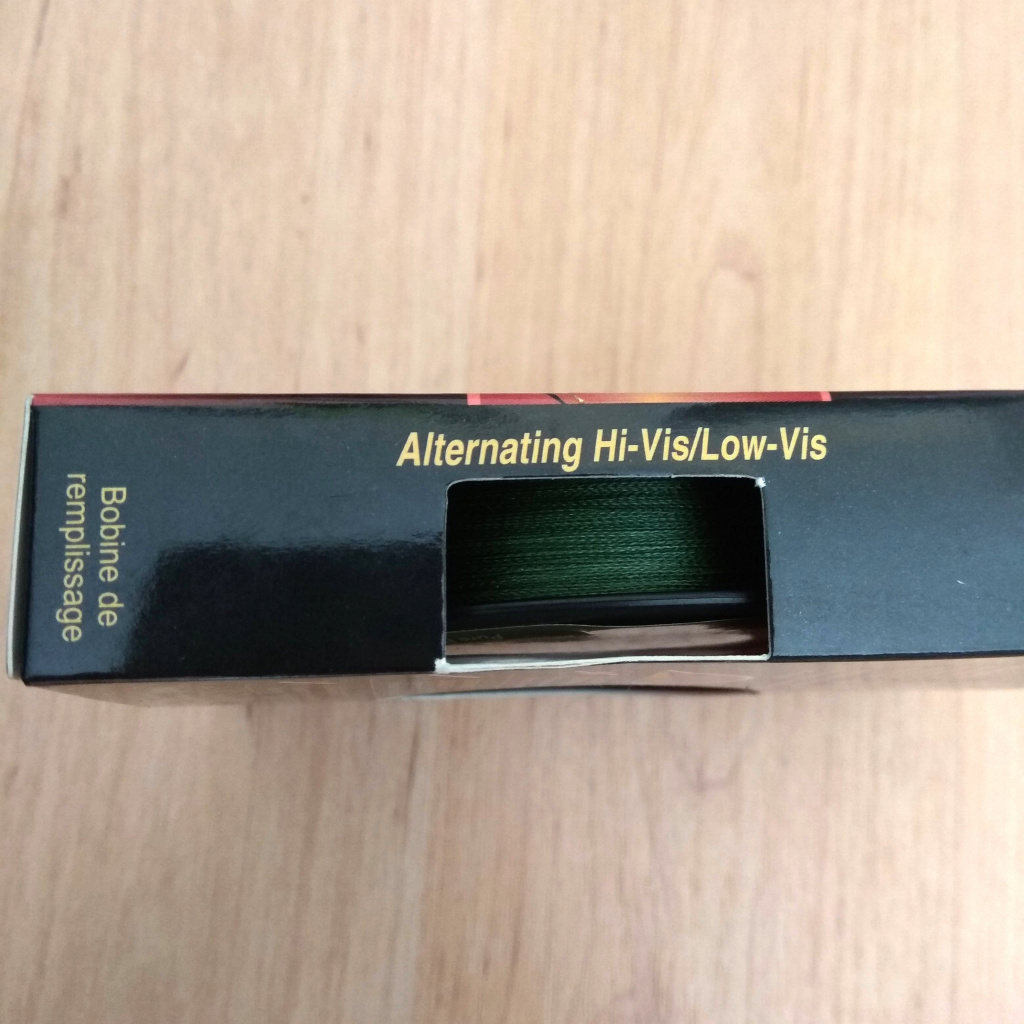 Alternating Hi-Vis/Low-Vis
Bobine de
remplissage